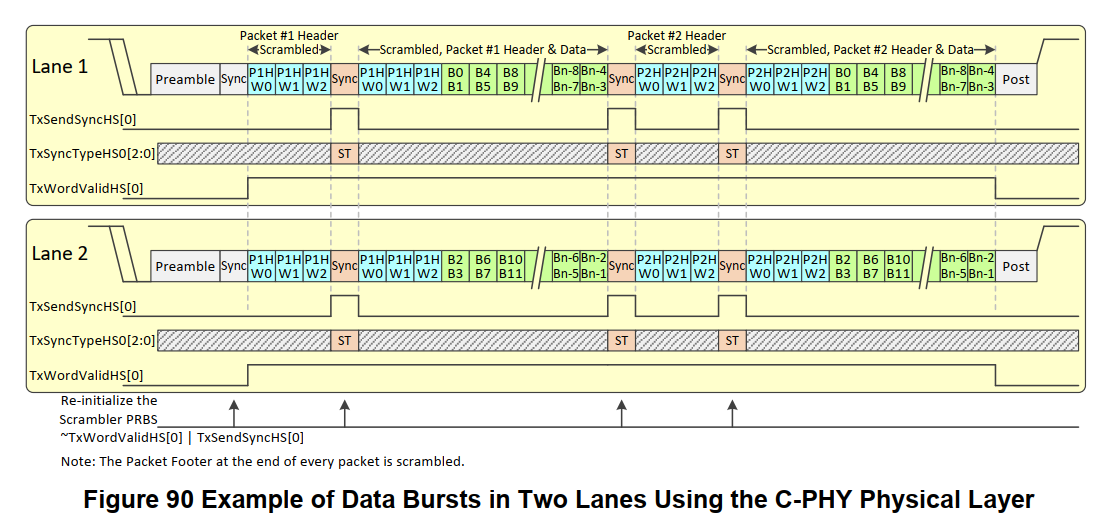 Packet #1 Header
Scrambled
Scrambled, Packet #1 Header & Data
Packet #2 Header
Scrambled
Scrambled, Packet #2 Header & Data
Lane 1
Preamble Sync P1H P1H P1H Sync P1H P1H P1H B0 B4 B8 Bn-8 Bn-4 Sync P2H P2H P2H Sync P2H P2H P2H B0 B4 B8 Bn-8 Bn-4 Post
W0 W1 W2 W0 W1 W2 B1 B5 B9 Bn-7 Bn-3 W0 W1 W2 W0 W1 W2 B1 B5 B9 Bn-7 Bn-3
TxSendSyncHS[0]
TxSyncTypeHS0[2:0] ST ST ST
TxWordValidHS[0]
Lane 2
Preamble Sync P1H P1H P1H Sync P1H P1H P1H B2 B6 B10 Bn-6 Bn-2 Sync P2H P2H P2H Sync P2H P2H P2H B2 B6 B10 Bn-6 Bn-2 Post
W0 W1 W2 W0 W1 W2 B3 B7 B11 Bn-5 Bn-1 W0 W1 W2 W0 W1 W2 B3 B7 B11 Bn-5 Bn-1
TxSendSyncHS[0]
TxSyncTypeHS0[2:0] ST ST ST
TxWordValidHS[0]
Re-initialize the
Scrambler PRBS
~TxWordValidHS[0] | TxSendSyncHS[0]
Note: The Packet Footer at the end of every packet is scrambled.
Figure 90 Example of Data Bursts in Two Lanes Using the C-PHY Physical Layer